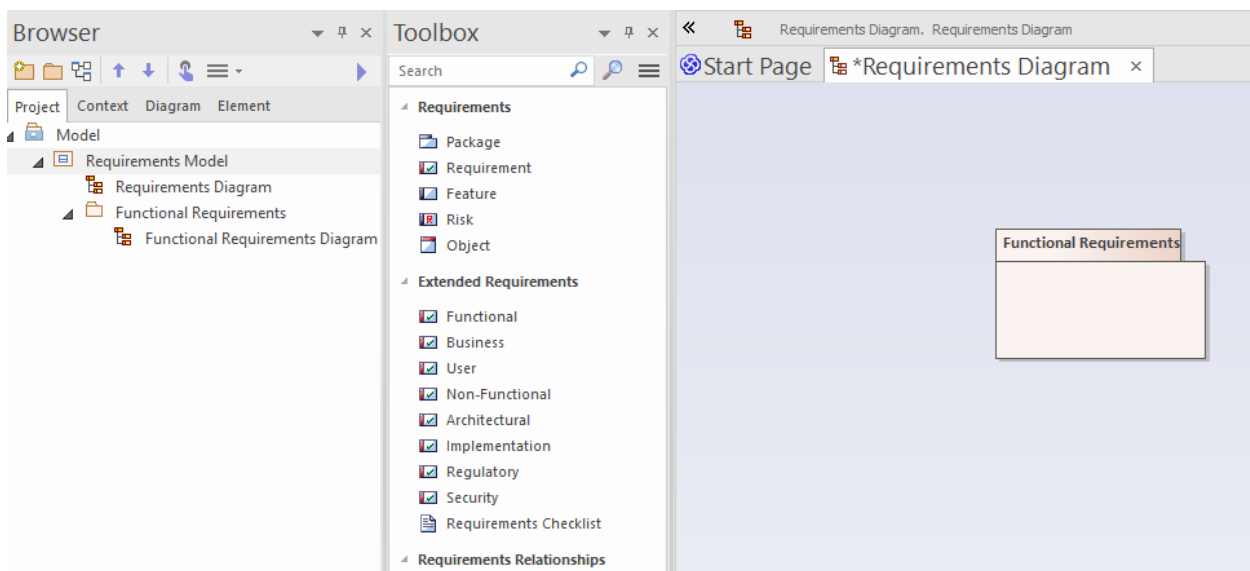 Browser
Project Context Diagram Element
Model
Requirements Model
Requirements Diagram
Functional Requirements
Functional Requirements Diagram
Toolbox
Search
Requirements
Package
Requirement
Feature
Risk
Object
Extended Requirements
Functional
Business
User
Non-Functional
Architectural
Implementation
Regulatory
Security
Requirements Checklist
Requirements Relationships
Requirements Diagram. Requirements Diagram
Start Page *Requirements Diagram ×
Functional Requirements